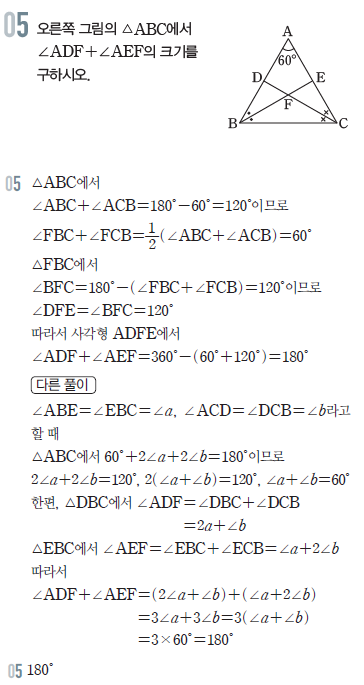 05 오른쪽 그림의 △ABC에서
∠ADF+∠AEF의 크기를
구하시오.
A
60°
D E
F
B C
05 △ABC에서
∠ABC+∠ACB=180°-60°=120°이므로
∠FBC+∠FCB=1/2(∠ABC+∠ACB)=60°
△FBC에서
∠BFC=180°-(∠FBC+∠FCB)=120°이므로
∠DFE=∠BFC=120°
따라서 사각형 ADFE에서
∠ADF+∠AEF=360°-(60°+120°)=180°
다른 풀이
∠ABE=∠EBC=∠a, ∠ACD=∠DCB=∠b라고
할 때
△ABC에서 60°+2∠a+2∠b=180°이므로
2∠a+2∠b=120°, 2(∠a+∠b)=120°, ∠a+∠b=60°
한편, △DBC에서 ∠ADF=∠DBC+∠DCB
=2a+∠b
△EBC에서 ∠AEF=∠EBC+∠ECB=∠a+2∠b
따라서
∠ADF+∠AEF=(2∠a+∠b)+(∠a+2∠b)
=3∠a+3∠b=3(∠a+∠b)
=3×60°=180°
05 180°